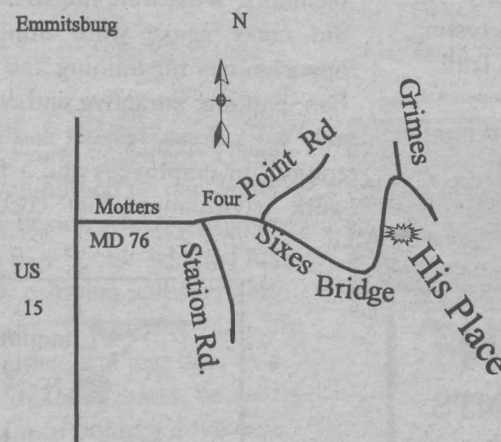 Emmitsburg
N
Grimes
Four Point Rd
Motters
MD 76
Station Rd.
Sixes
Bridge
His Place
US
15